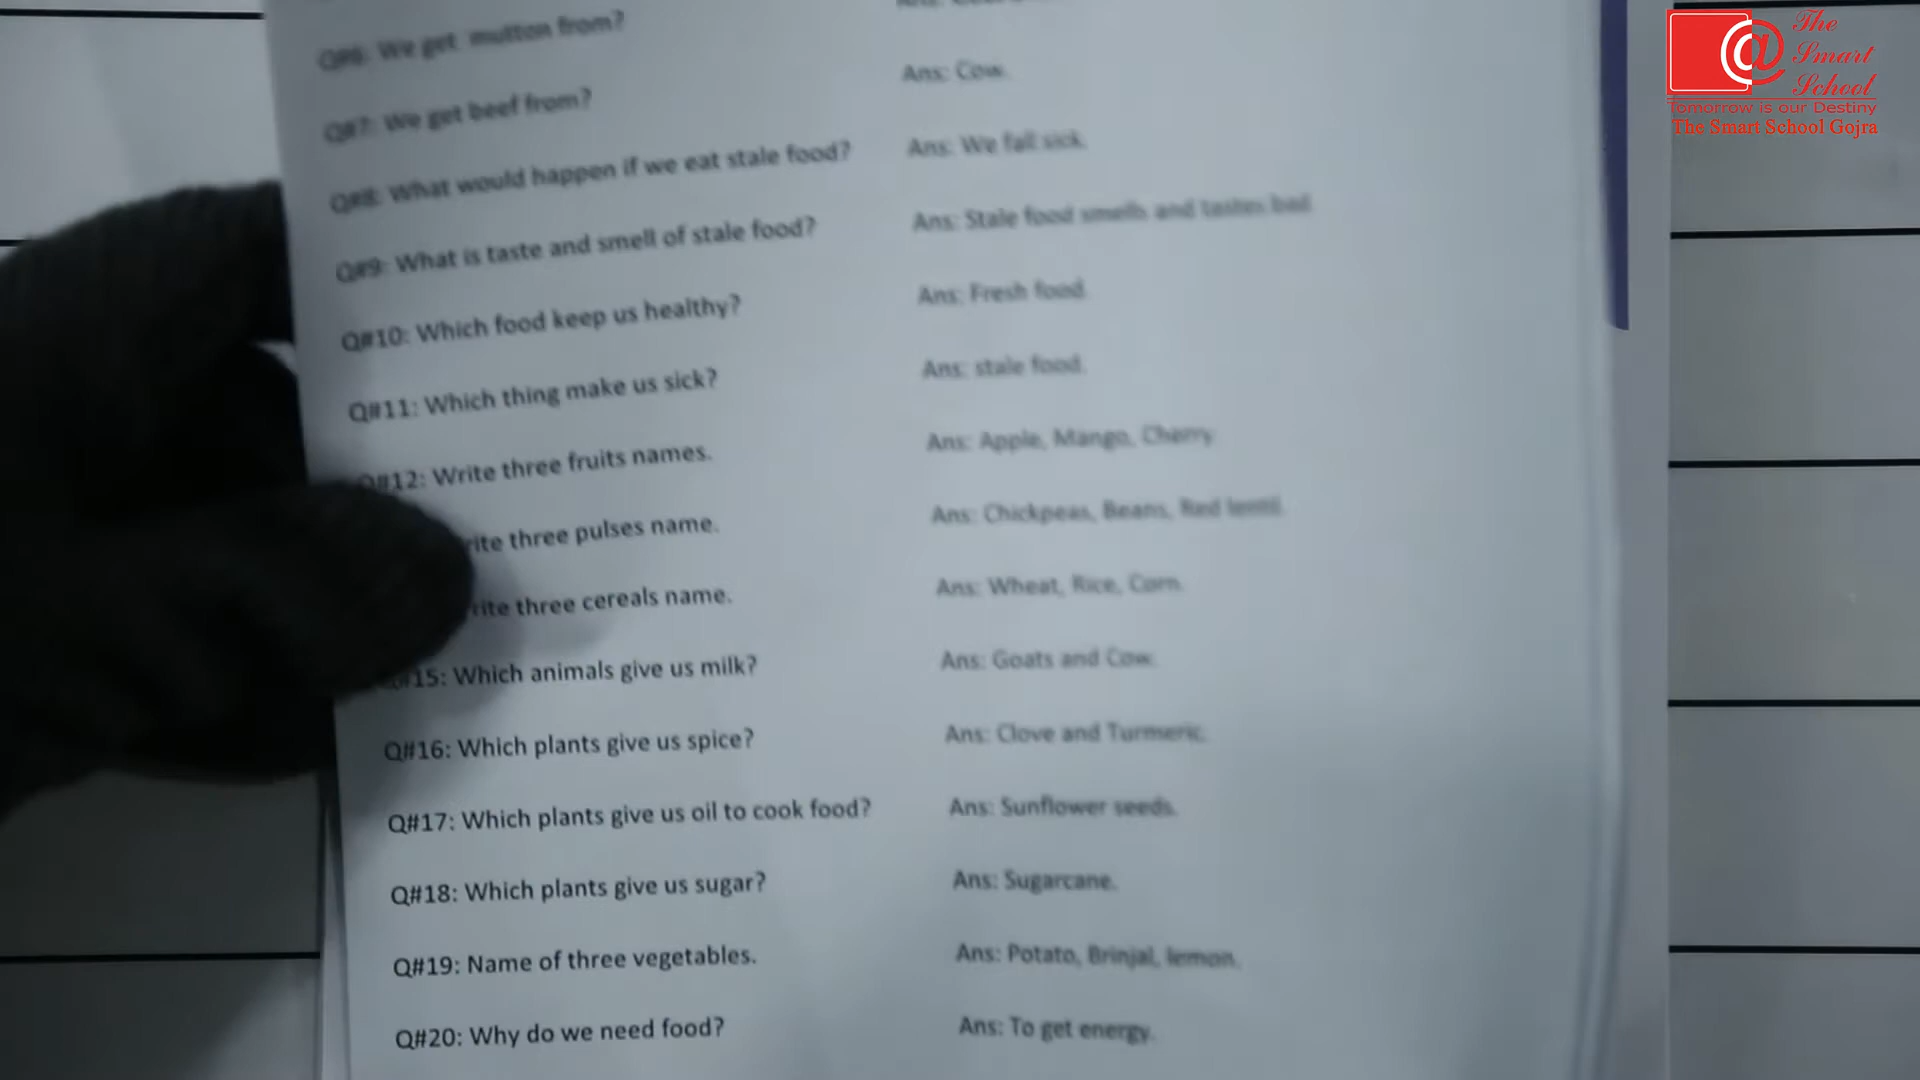 Q#6: We get mutton from?
Q#7: We get beef from?
Ans: Cow.
Q#8: What would happen if we eat stale food?
Ans: We fall sick.
Q#9: What is taste and smell of stale food?
Ans: Stale food smells and tastes bad.
Q#10: Which food keep us healthy?
Ans: Fresh food.
Q#11: Which thing make us sick?
Ans: stale food.
Q#12: Write three fruits names.
Ans: Apple, Mango, Cherry
rite three pulses name.
Ans: Chickpeas, Beans, Red lentil.
rite three cereals name.
Ans: Wheat, Rice, Corn.
#15: Which animals give us milk?
Ans: Goats and Cow.
Q#16: Which plants give us spice?
Ans: Clove and Turmeric.
Q#17: Which plants give us oil to cook food?
Ans: Sunflower seeds.
Q#18: Which plants give us sugar?
Ans: Sugarcane.
Q#19: Name of three vegetables.
Ans: Potato, Brinjal, lemon.
Q#20: Why do we need food?
Ans: To get energy.
The
Smart
School
Tomorrow is our Destiny
The Smart School Gojra